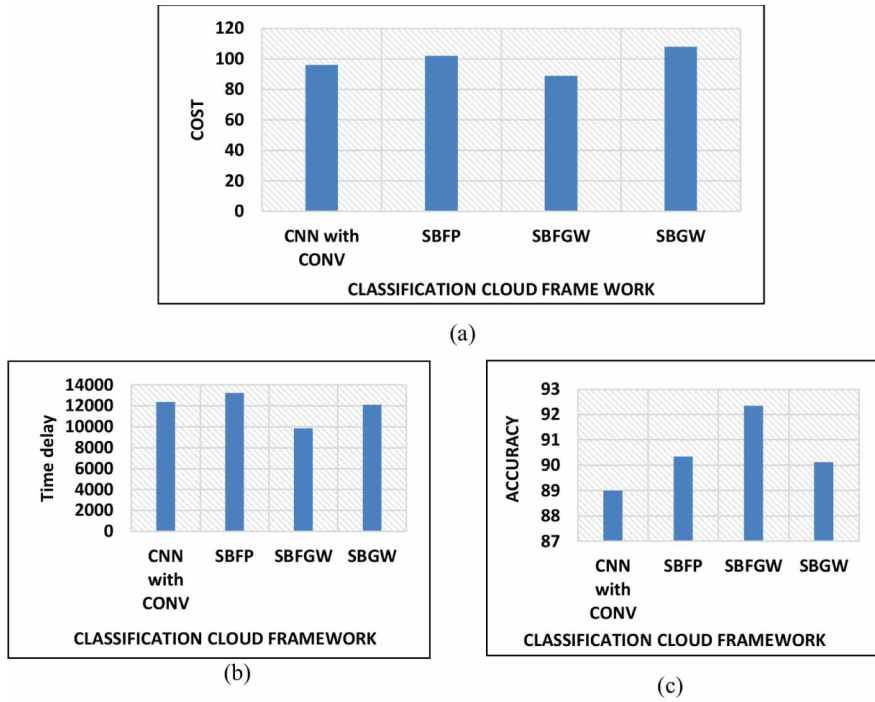 120
100
80
60
40
20
0
COST
CNN with CONV
SBFP
SBFGW
SBGW
CLASSIFICATION CLOUD FRAME WORK
(a)
14000
12000
10000
8000
6000
4000
2000
0
Time delay
CNN with CONV
SBFP
SBFGW
SBGW
CLASSIFICATION CLOUD FRAMEWORK
(b)
93
92
91
90
89
88
87
ACCURACY
CNN with CONV
SBFP
SBFGW
SBGW
CLASSIFICATION CLOUD FRAMEWORK
(c)